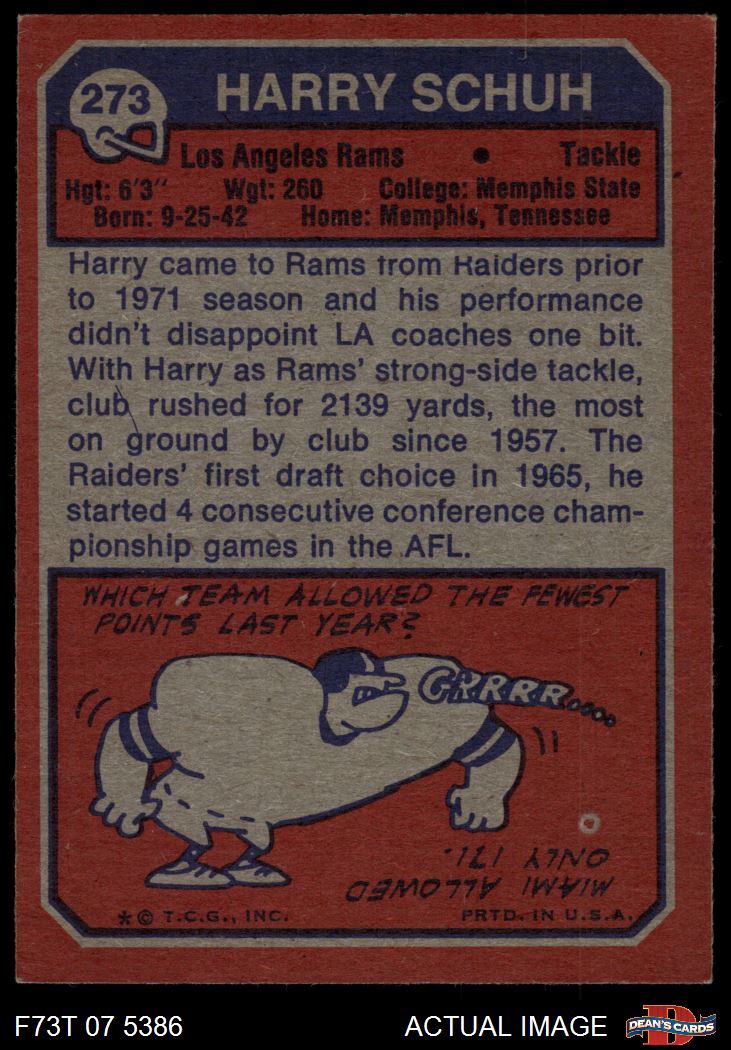 273
HARRY SCHUH
Los Angeles Rams • Tackle
Hgt: 6'3" Wgt: 260 College: Memphis State
Born: 9-25-42 Home: Memphis, Tennessee
Harry came to Rams from Raiders prior
to 1971 season and his performance
didn't disappoint LA coaches one bit.
With Harry as Rams' strong-side tackle,
club rushed for 2139 yards, the most
on ground by club since 1957. The
Raiders' first draft choice in 1965, he
started 4 consecutive conference cham-
pionship games in the AFL.
WHICH TEAM ALLOWED THE FEWEST
POINTS LAST YEAR?
GRRRR....
MIAMI ALLOWED
ONLY 171.
*© T.C.G., INC. PRTD. IN U.S.A.
F73T 07 5386 ACTUAL IMAGE
D
DEAN'S CARDS